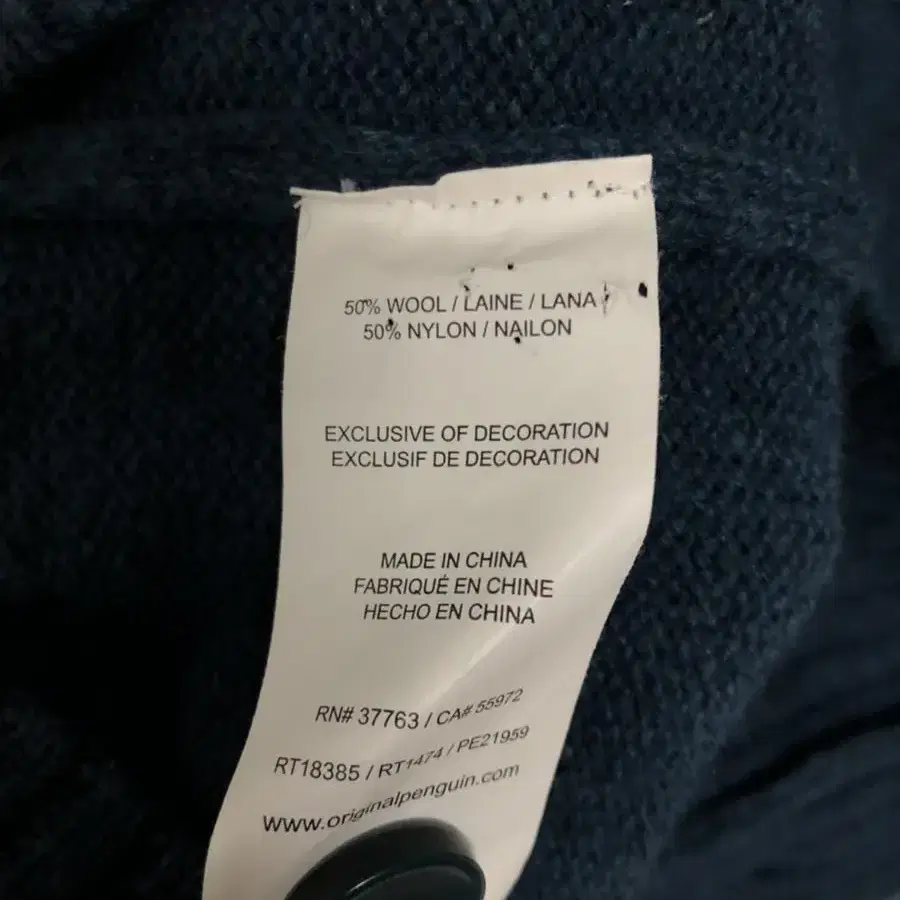 50% WOOL / LAINE / LANA
50% NYLON / NAILON
EXCLUSIVE OF DECORATION
EXCLUSIF DE DECORATION
MADE IN CHINA
FABRIQUÉ EN CHINE
HECHO EN CHINA
RN# 37763 / CA# 55972
RT18385 / RT1474 / PE21959
www.originalpenguin.com